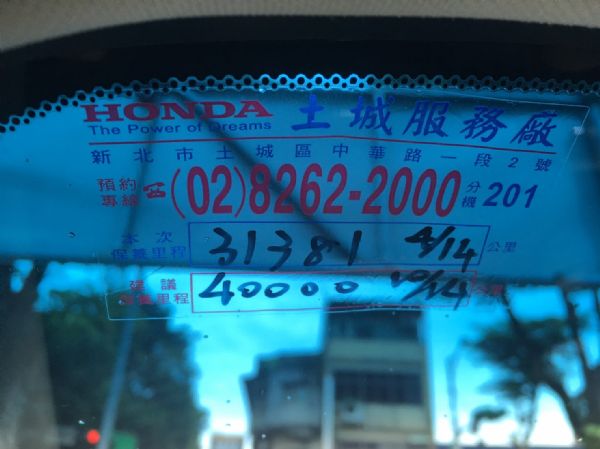 HONDA 土城服務廠
The Power of Dreams
新北市土城區中華路一段2號
預約專線 ☎(02)8262-2000 分機 201
本次保養里程 31381 4/14 公里
建議保養里程 40000 10/14 公里